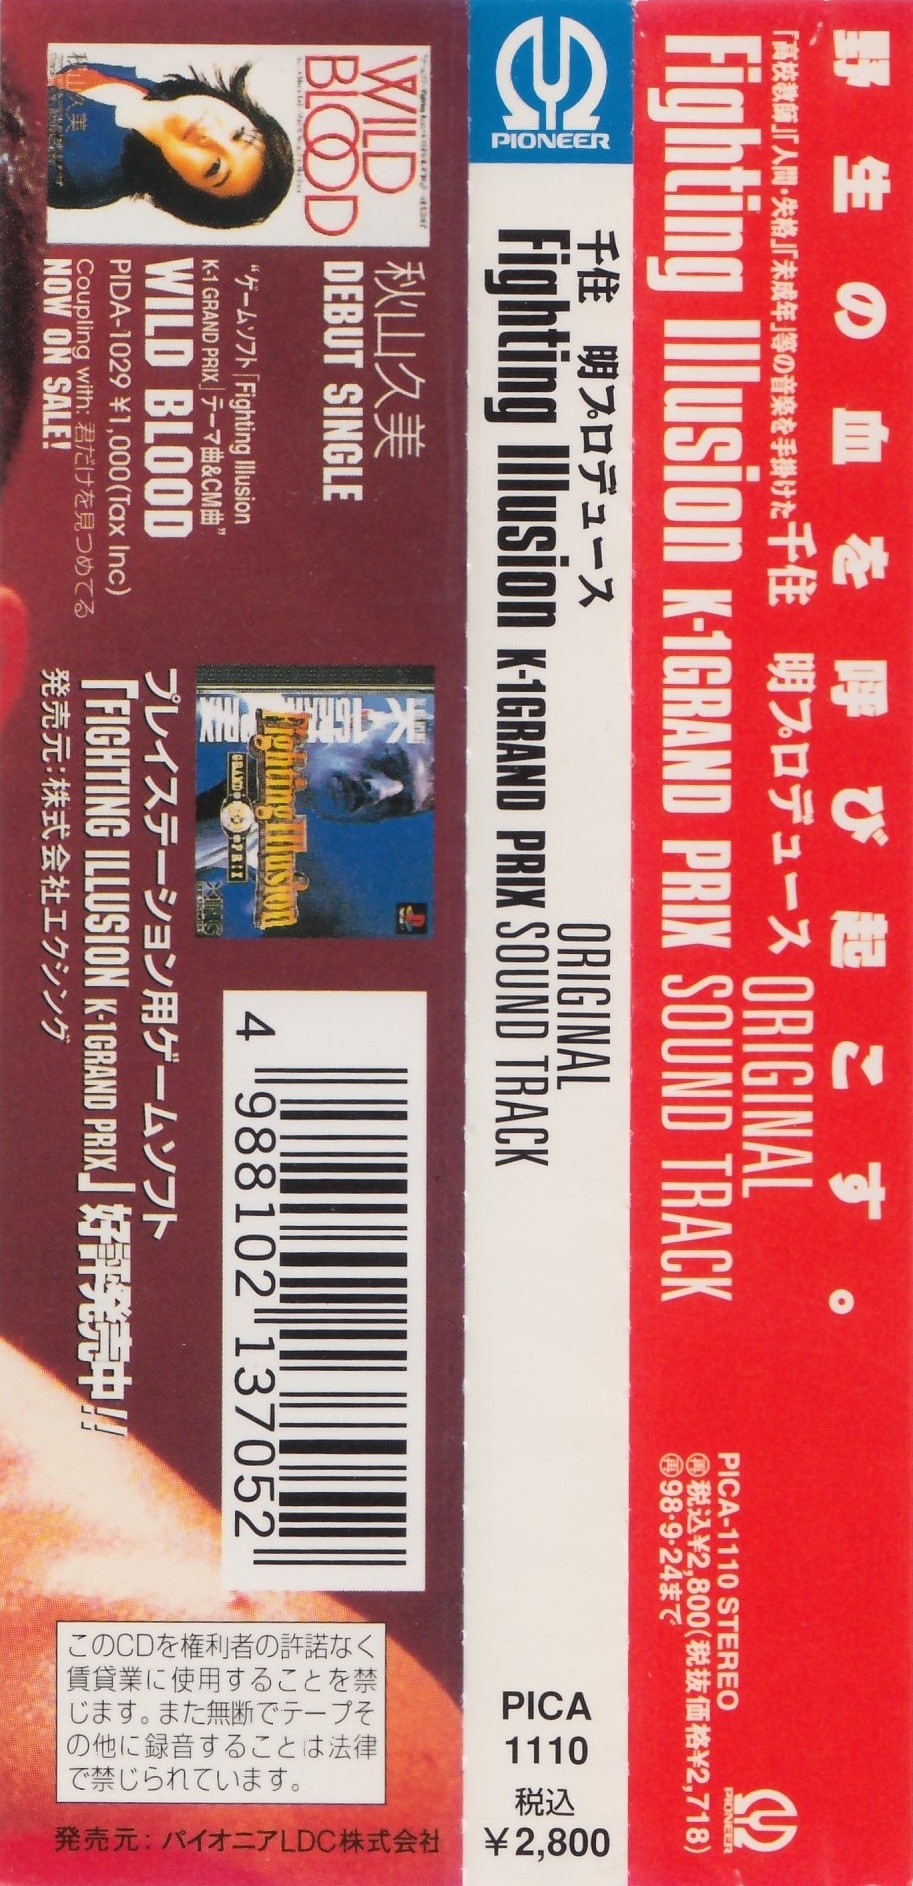 野生の血を呼び起こす。
「高校教師」「人間・失格」「未成年」等の音楽を手掛けた千住 明プロデュース
Fighting Illusion K-1GRAND PRIX
ORIGINAL
SOUND TRACK
PICA-1110 STEREO
㊞税込¥2,800(税抜価格¥2,718)
98・9・24まで
PIONEER
PIONEER
千住 明プロデュース
Fighting Illusion K-1GRAND PRIX
ORIGINAL
SOUND TRACK
PICA
1110
税込
¥2,800
WILD
BLOOD
秋山久美
秋山久美
DEBUT SINGLE
“ゲームソフト「Fighting Illusion
K-1 GRAND PRIX」テーマ曲&CM曲”
WILD BLOOD
PIDA-1029 ¥1,000(Tax Inc)
Coupling with: 君だけを見つめてる
NOW ON SALE!
Fighting Illusion
GRAND PRIX
XING
プレイステーション用ゲームソフト
「FIGHTING ILLUSION K-1GRAND PRIX」好評発売中!!
発売元:株式会社エクシング
4 988102 137052
このCDを権利者の許諾なく
賃貸業に使用することを禁
じます。また無断でテープそ
の他に録音することは法律
で禁じられています。
発売元:パイオニアLDC株式会社